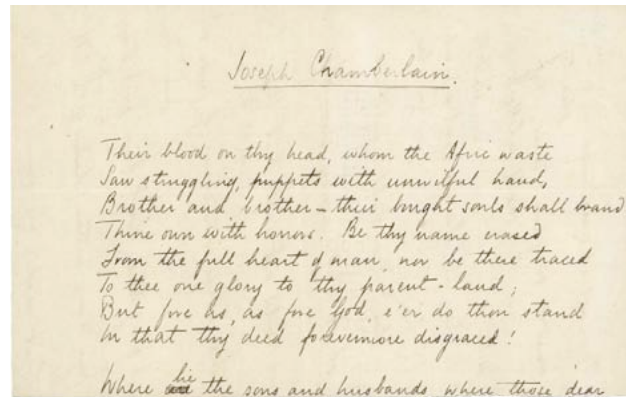 Joseph Chamberlain.
Their blood on thy head, whom the Afric waste
Saw struggling, puppets with unwilful hand,
Brother and brother – their bought souls shall brand
Thine own with horror. Be thy name erased
From the full heart of man, nor be there traced
To thee one glory to thy parent-land;
But fore us, as fore God, e'er do thou stand
In that thy deed forevermore disgraced!
Where lie the sons and husbands, where those dear